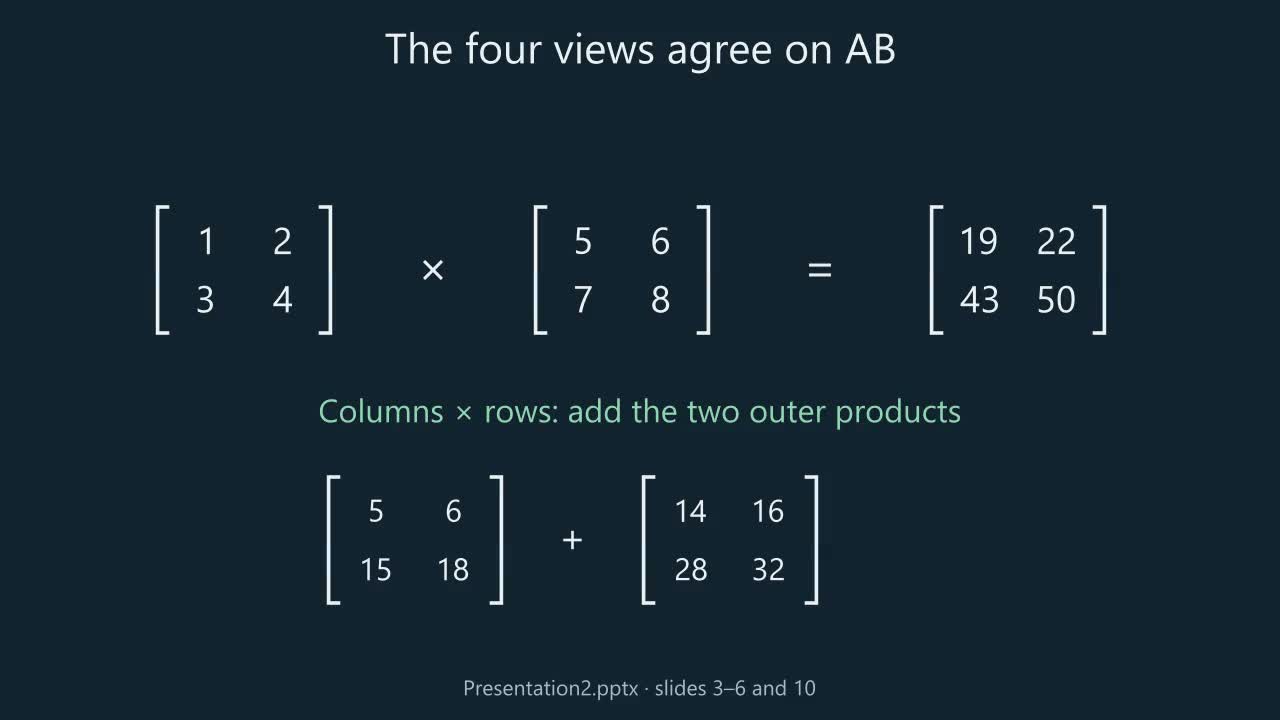 The four views agree on AB
1 2 5 6 19 22
× =
3 4 7 8 43 50
Columns × rows: add the two outer products
5 6 14 16
+
15 18 28 32
Presentation2.pptx · slides 3–6 and 10